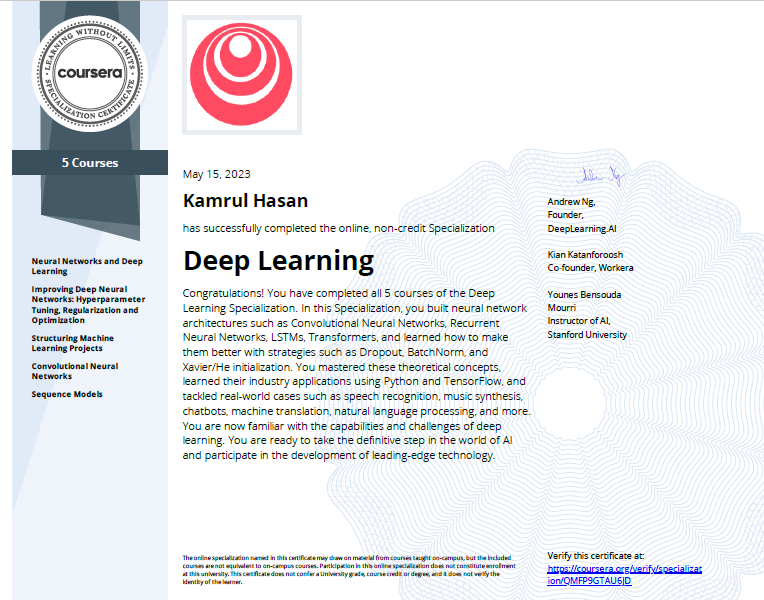 LEARNING WITHOUT LIMITS
coursera
SPECIALIZATION CERTIFICATE
5 Courses
Neural Networks and Deep
Learning
Improving Deep Neural
Networks: Hyperparameter
Tuning, Regularization and
Optimization
Structuring Machine
Learning Projects
Convolutional Neural
Networks
Sequence Models
May 15, 2023
Kamrul Hasan
has successfully completed the online, non-credit Specialization
Deep Learning
Congratulations! You have completed all 5 courses of the Deep
Learning Specialization. In this Specialization, you built neural network
architectures such as Convolutional Neural Networks, Recurrent
Neural Networks, LSTMs, Transformers, and learned how to make
them better with strategies such as Dropout, BatchNorm, and
Xavier/He initialization. You mastered these theoretical concepts,
learned their industry applications using Python and TensorFlow, and
tackled real-world cases such as speech recognition, music synthesis,
chatbots, machine translation, natural language processing, and more.
You are now familiar with the capabilities and challenges of deep
learning. You are ready to take the definitive step in the world of AI
and participate in the development of leading-edge technology.
Andrew Ng
Andrew Ng,
Founder,
DeepLearning.AI
Kian Katanforoosh
Co-founder, Workera
Younes Bensouda
Mourri
Instructor of AI,
Stanford University
The online specialization named in this certificate may draw on material from courses taught on-campus, but the included
courses are not equivalent to on-campus courses. Participation in this online specialization does not constitute enrollment
at this university. This certificate does not confer a University grade, course credit or degree, and it does not verify the
identity of the learner.
Verify this certificate at:
https://coursera.org/verify/specializat
ion/QMFP9GTAU6JD